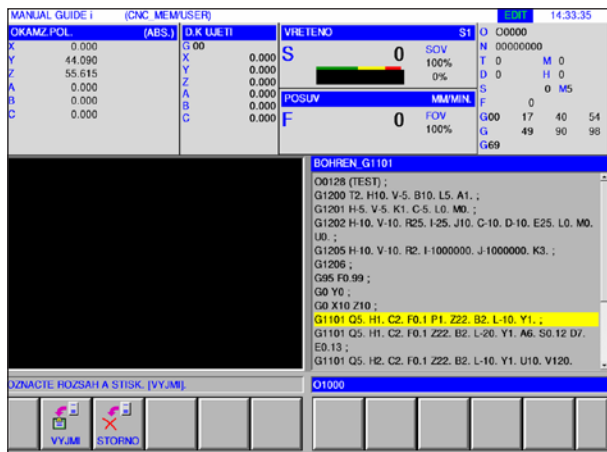 MANUAL GUIDE i (CNC_MEM/USER) EDIT 14.33.35
OKAMZ.POL. (ABS.) D.K UJETI VRETENO S1 O O0000
X 0.000 G 00 N 00000000
Y 44.090 X 0.000 S 0 SOV T 0 M 0
Z 55.615 Y 0.000 100% D 0 H 0
A 0.000 Z 0.000 0% S 0 M5
B 0.000 A 0.000 POSUV MM/MIN. F 0
C 0.000 B 0.000 F 0 FOV G00 17 40 54
C 0.000 100% G 49 90 98
G69
BOHREN_G1101
O0128 (TEST) ;
G1200 T2. H10. V-5. B10. L5. A1. ;
G1201 H-5. V-5. K1. C-5. L0. M0. ;
G1202 H-10. V-10. R25. I-25. J10. C-10. D-10. E25. L0. M0.
U0. ;
G1205 H-10. V-10. R2. I-1000000. J-1000000. K3. ;
G1206 ;
G95 F0.99 ;
G0 Y0 ;
G0 X10 Z10 ;
G1101 Q5. H1. C2. F0.1 P1. Z22. B2. L-10. Y1. ;
G1101 Q5. H1. C2. F0.1 Z22. B2. L-20. Y1. A6. S0.12 D7.
E0.13 ;
G1101 Q5. H2. C2. F0.1 Z22. B2. L-10. Y1. U10. V120.
OZNACTE ROZSAH A STISK. [VYJMI]. O1000
VYJMI STORNO